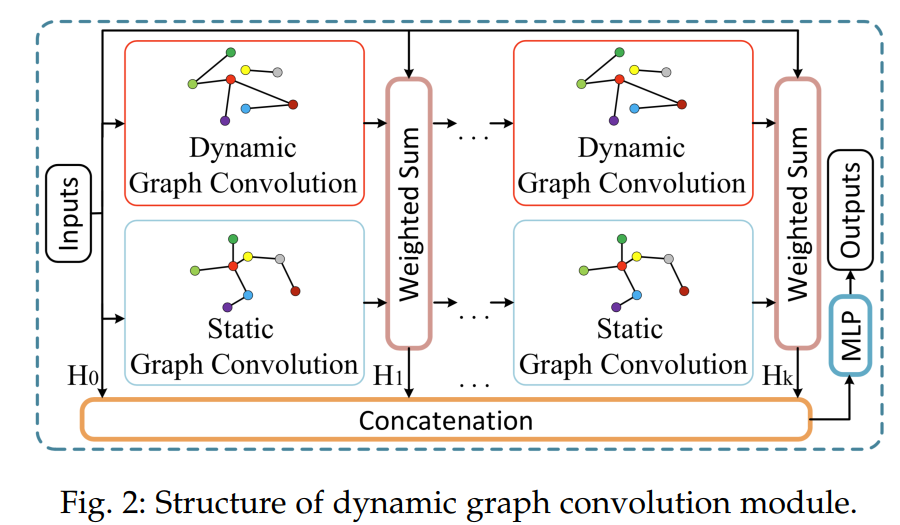 Inputs
Dynamic
Graph Convolution
Static
Graph Convolution
Weighted Sum
. . .
. . .
. . .
Dynamic
Graph Convolution
Static
Graph Convolution
Weighted Sum
Outputs
MLP
H0
H1
Hk
Concatenation
Fig. 2: Structure of dynamic graph convolution module.